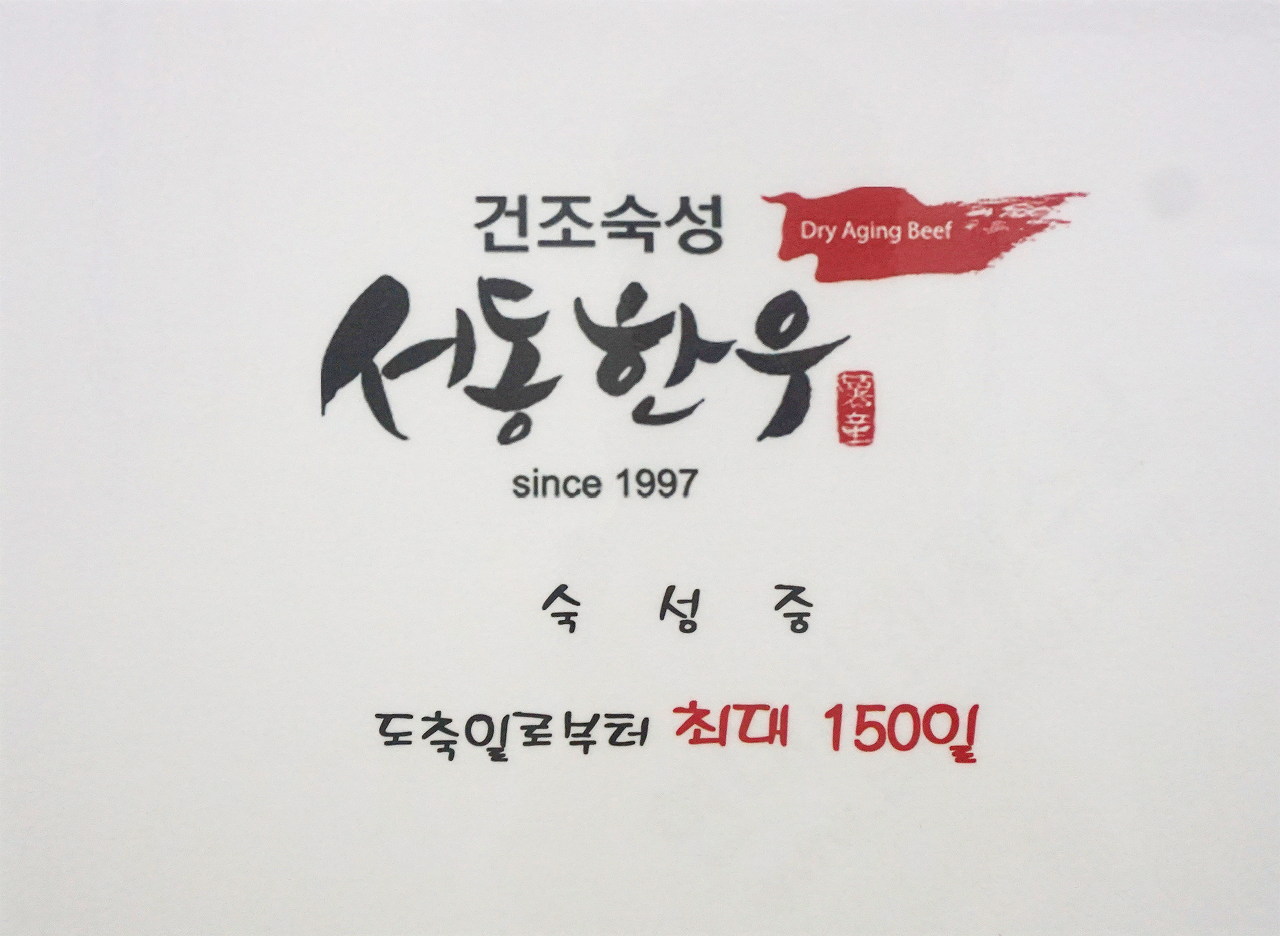 건조숙성
Dry Aging Beef
서동한우
since 1997
숙 성 중
도축일로부터 최대 150일